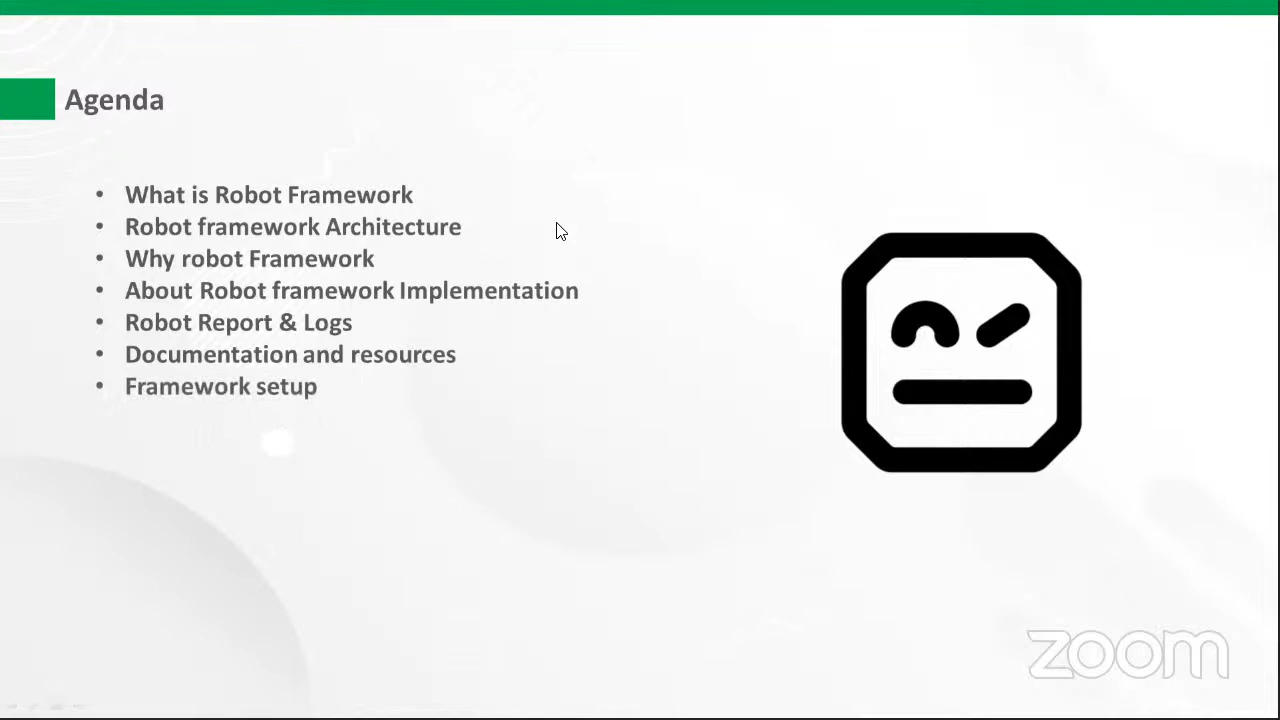 Agenda
• What is Robot Framework
• Robot framework Architecture
• Why robot Framework
• About Robot framework Implementation
• Robot Report & Logs
• Documentation and resources
• Framework setup
zoom